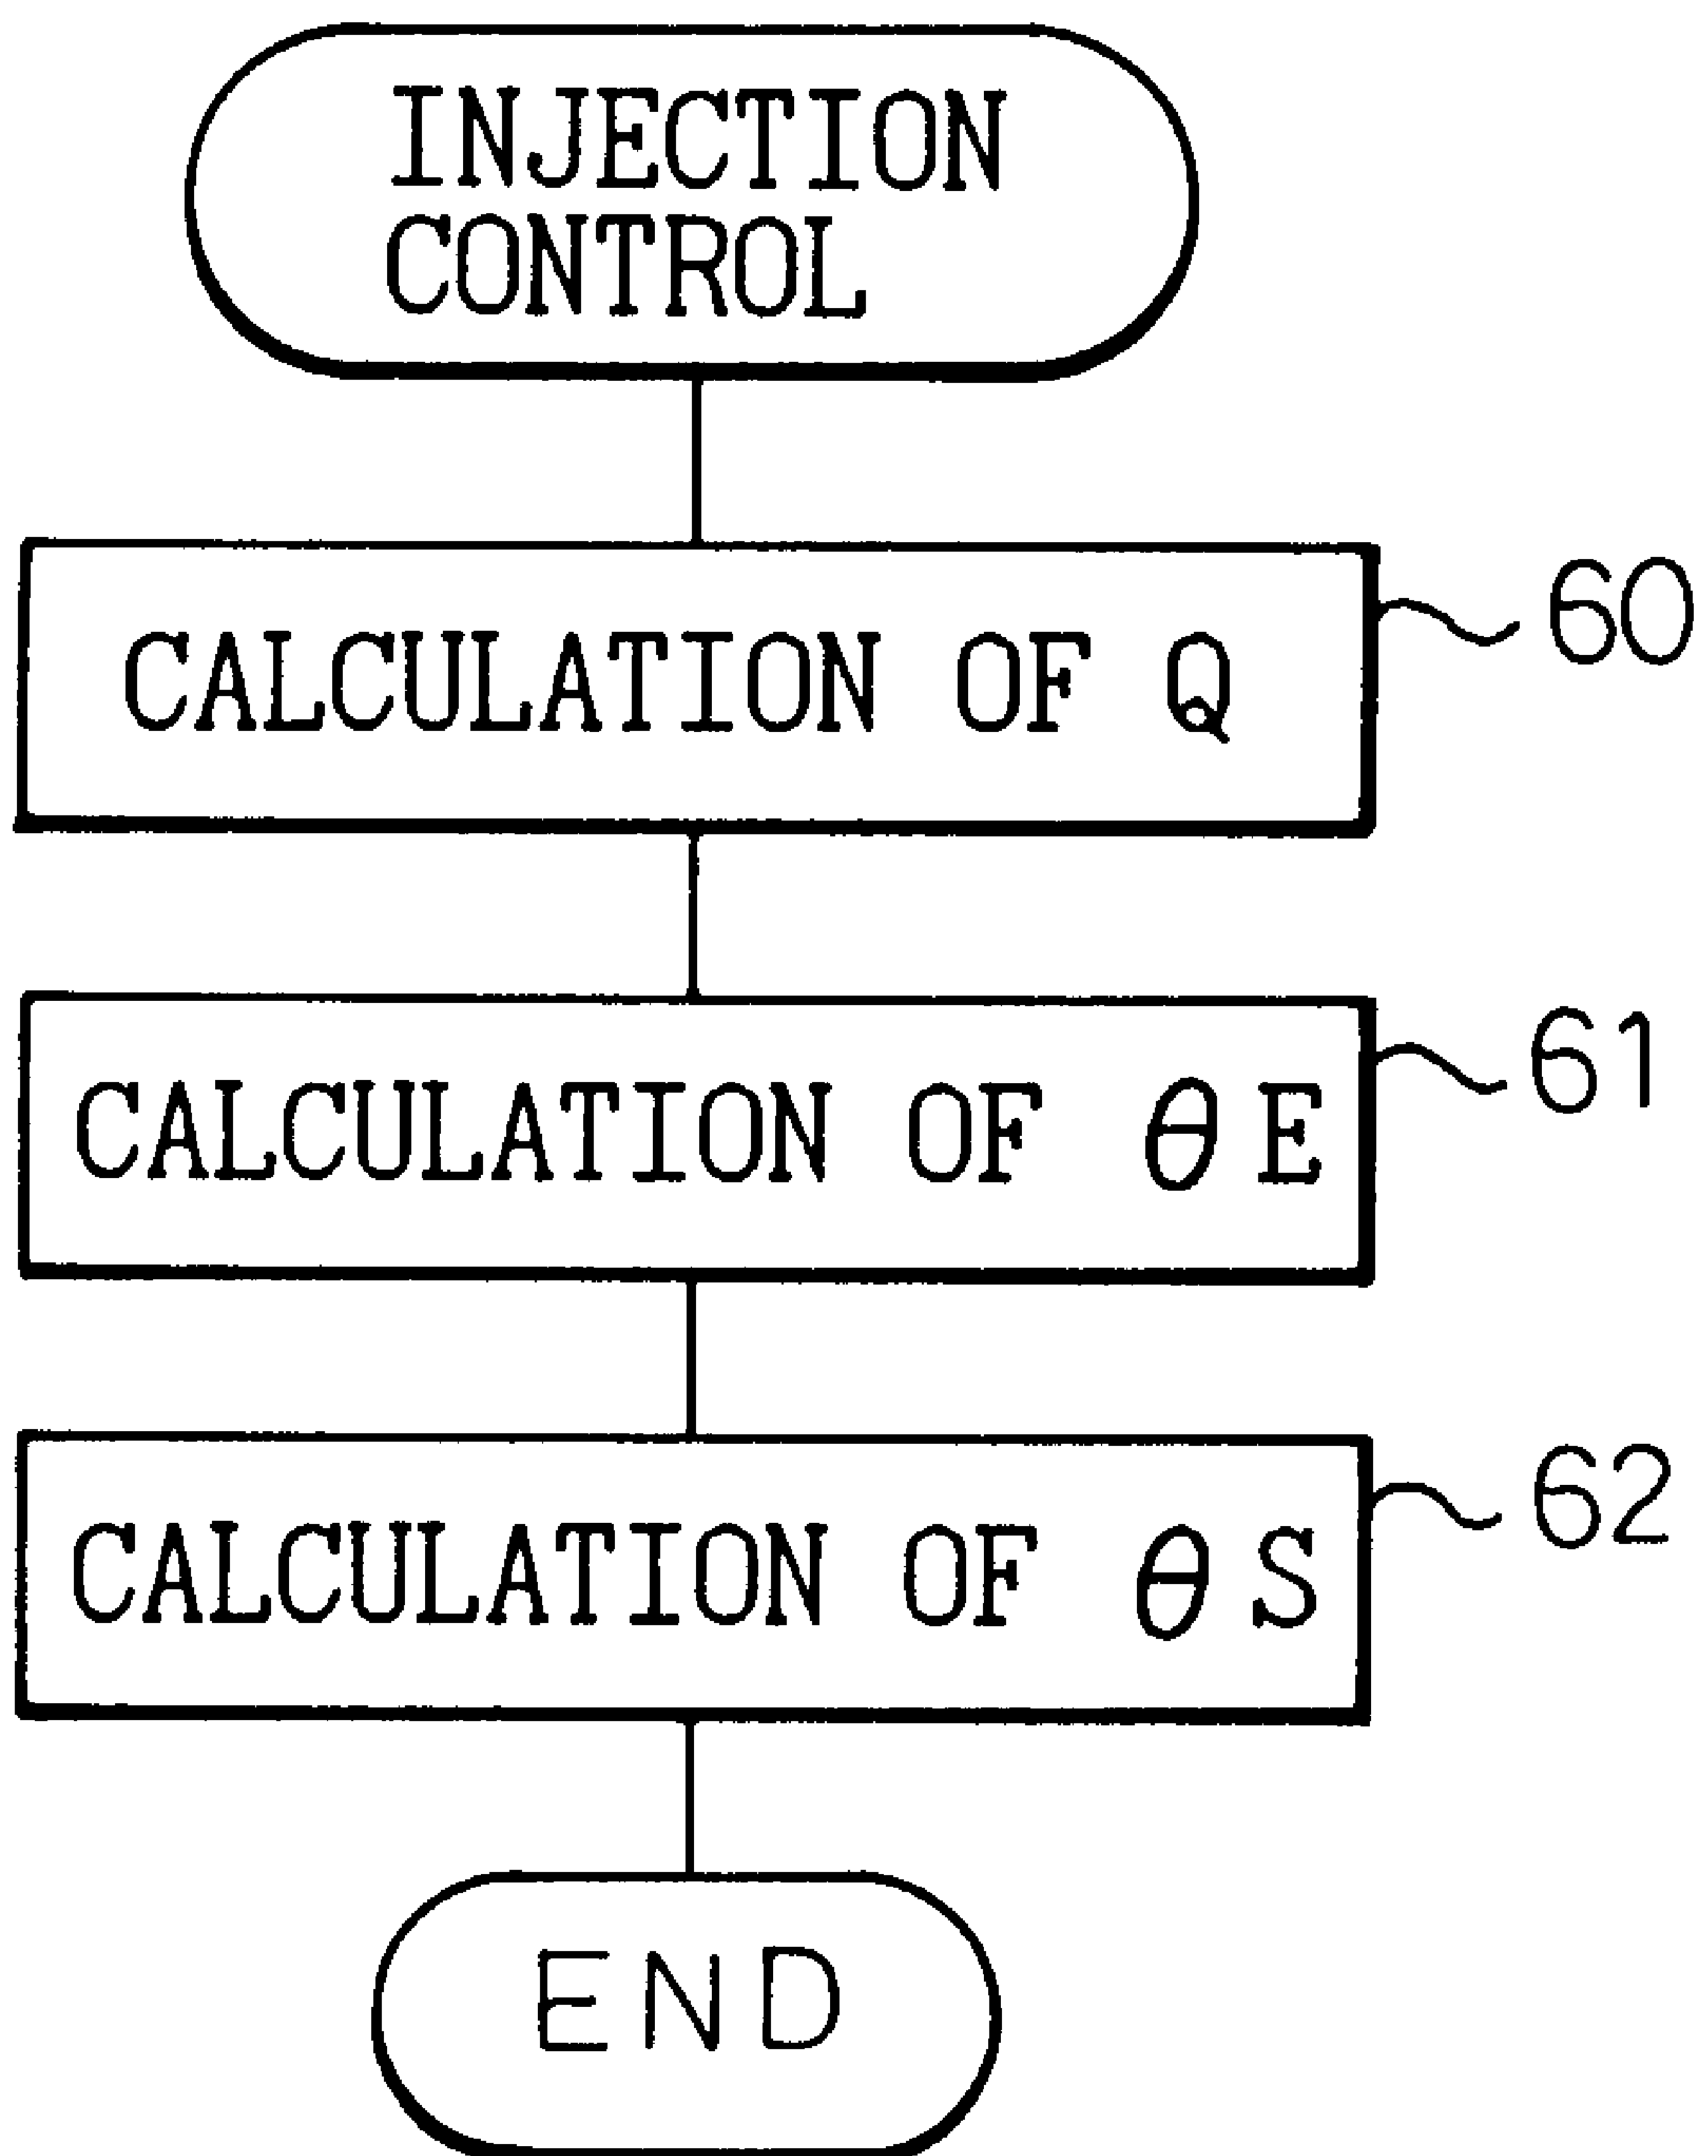 INJECTION
CONTROL
CALCULATION OF Q
60
CALCULATION OF θE
61
CALCULATION OF θS
62
END